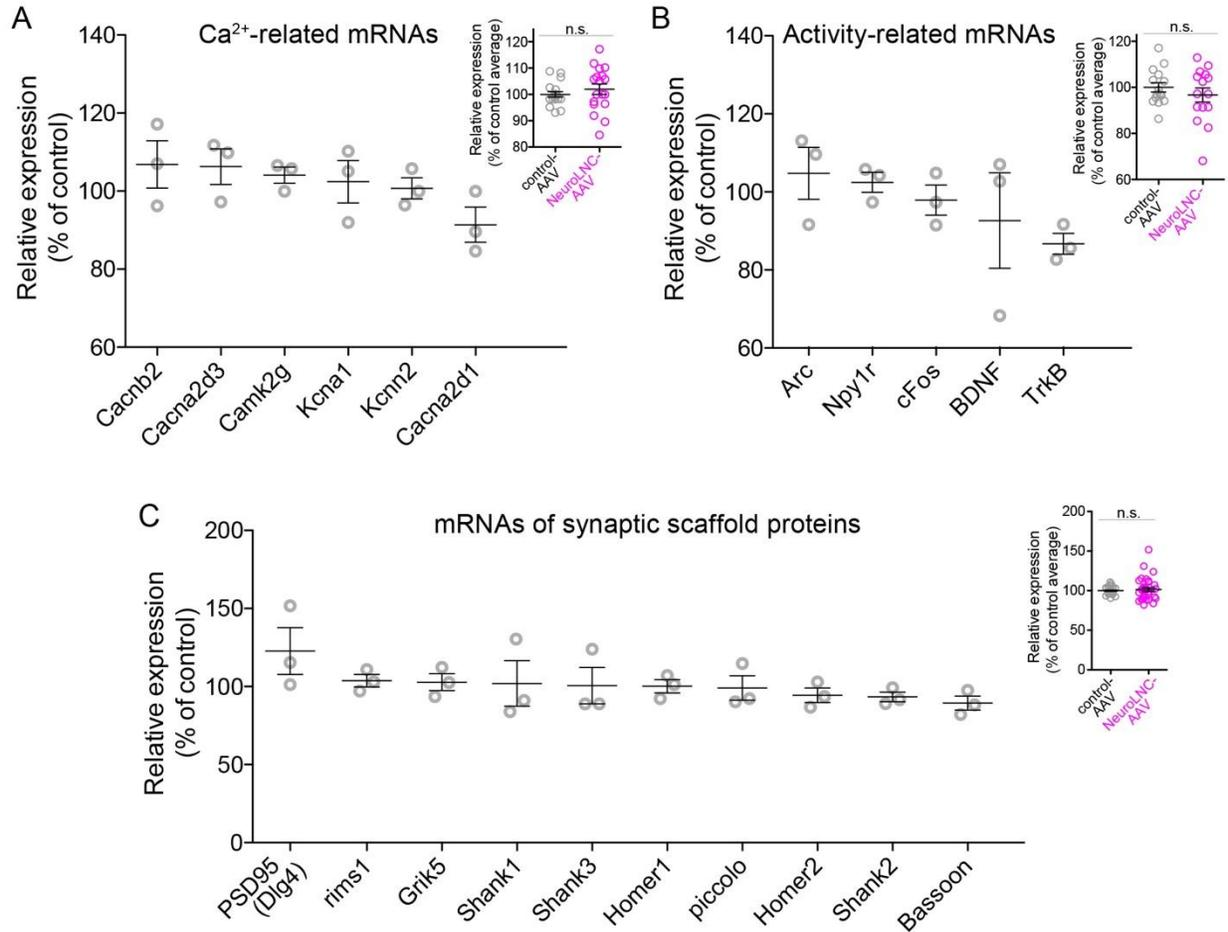 A
Ca2+-related mRNAs
Relative expression
(% of control)
140
120
100
80
60
Cacnb2
Cacna2d3
Camk2g
Kcna1
Kcnn2
Cacna2d1
Relative expression
(% of control average)
n.s.
120
110
100
90
80
control-
AAV
NeuroLNC-
AAV
B
Activity-related mRNAs
Relative expression
(% of control)
140
120
100
80
60
Arc
Npy1r
cFos
BDNF
TrkB
Relative expression
(% of control average)
n.s.
120
100
80
60
control-
AAV
NeuroLNC-
AAV
C
mRNAs of synaptic scaffold proteins
Relative expression
(% of control)
200
150
100
50
0
PSD95
(Dlg4)
rims1
Grik5
Shank1
Shank3
Homer1
piccolo
Homer2
Shank2
Bassoon
Relative expression
(% of control average)
n.s.
200
150
100
50
0
control-
AAV
NeuroLNC-
AAV